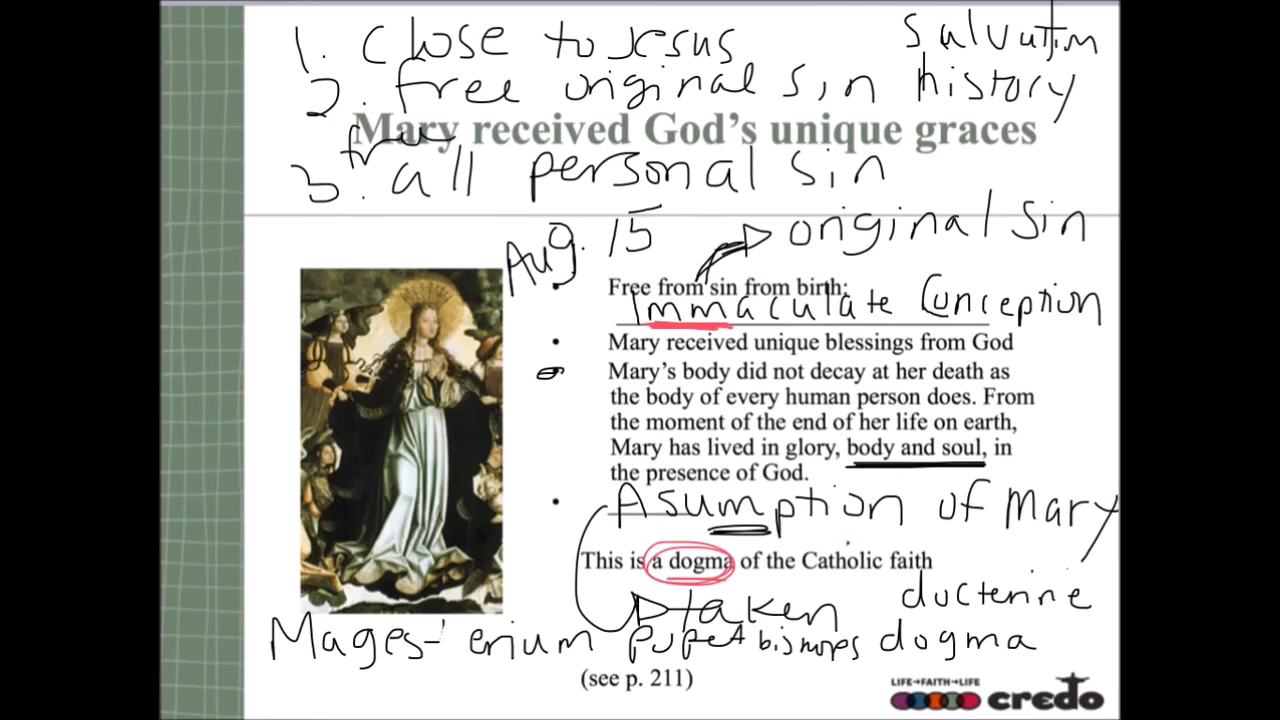 1. Close to Jesus
Salvation
2. free original sin history
Mary received God's unique graces
free
3. all personal sin
Aug. 15
original sin
• Free from sin from birth:
Immaculate Conception
• Mary received unique blessings from God
Mary's body did not decay at her death as
the body of every human person does. From
the moment of the end of her life on earth,
Mary has lived in glory, body and soul, in
the presence of God.
• Asumption of Mary
This is a dogma of the Catholic faith
taken
ducterine
Mages-erium pope+ bishops dogma
(see p. 211)
LIFE→FAITH→LIFE
credo